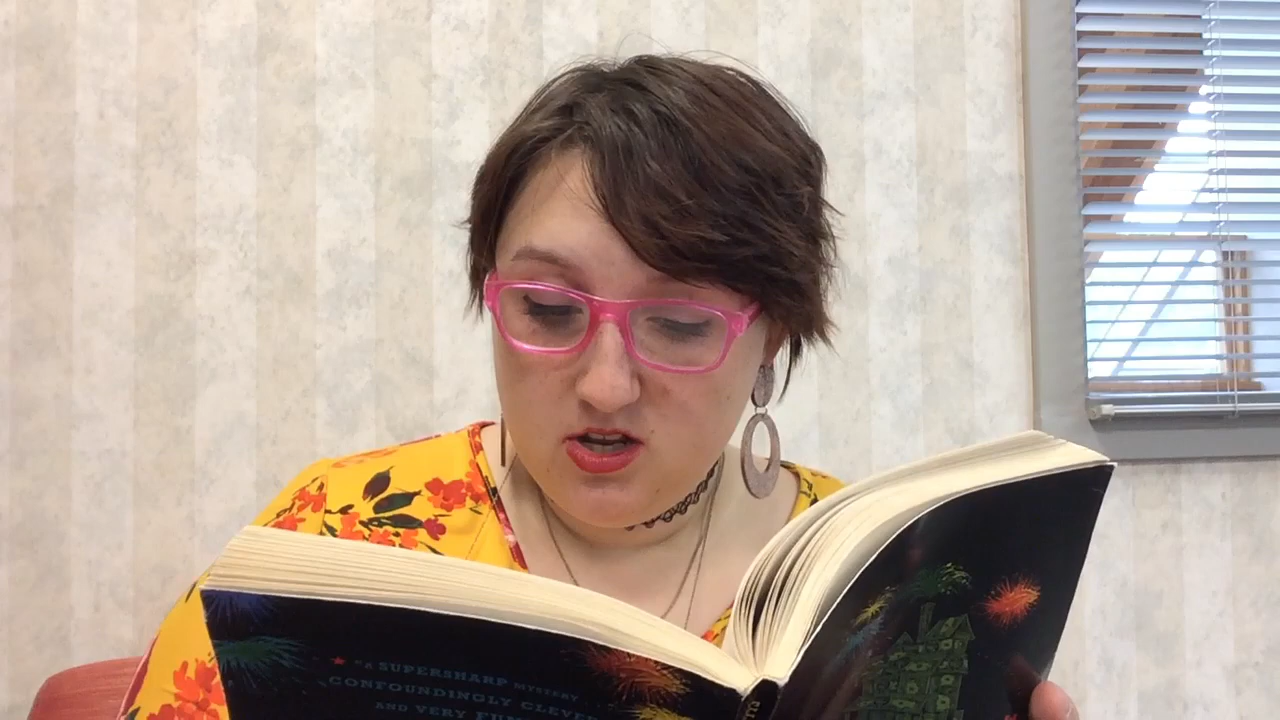 ★ "A SUPERSHARP MYSTERY...
CONFOUNDINGLY CLEVER
AND VERY FUN